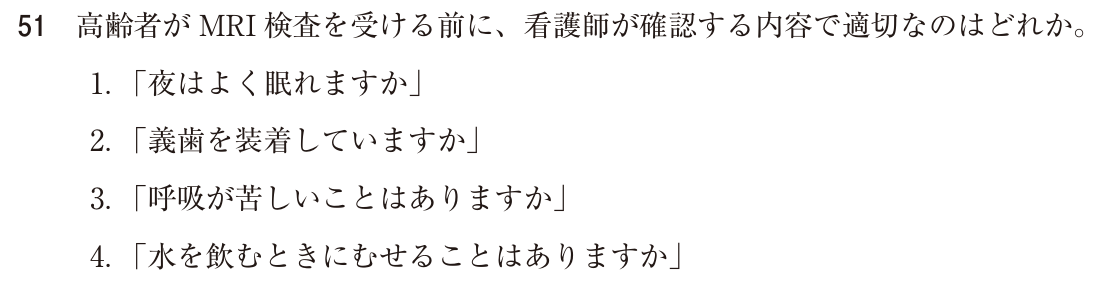 51 高齢者が MRI 検査を受ける前に、看護師が確認する内容で適切なのはどれか。
1. 「夜はよく眠れますか」
2. 「義歯を装着していますか」
3. 「呼吸が苦しいことはありますか」
4. 「水を飲むときにむせることはありますか」